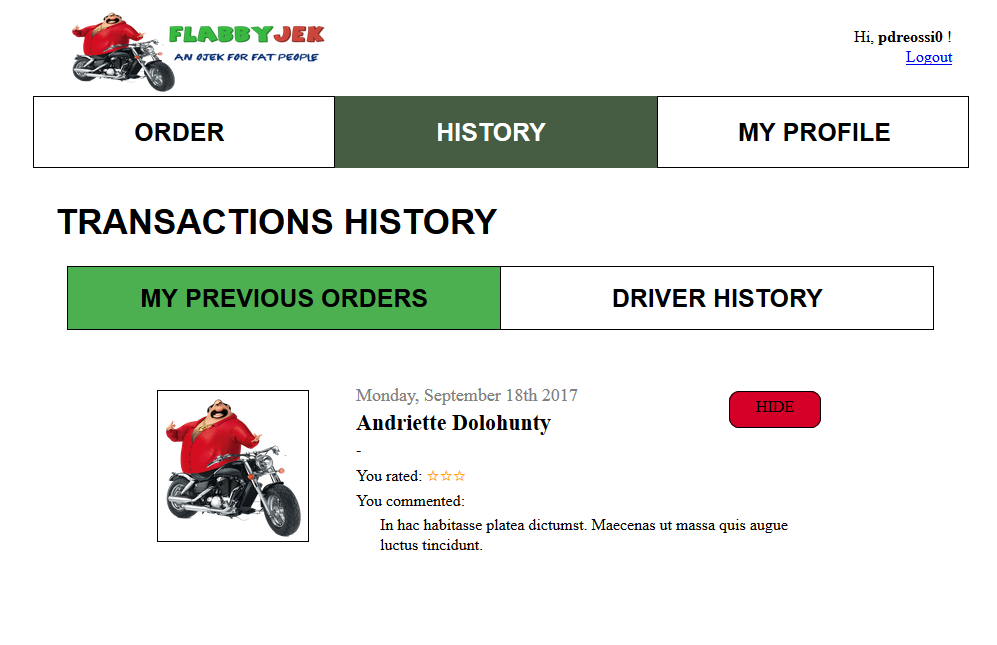 FLABBYJEK
AN OJEK FOR FAT PEOPLE
Hi, pdreossi0 !
Logout
ORDER
HISTORY
MY PROFILE
TRANSACTIONS HISTORY
MY PREVIOUS ORDERS
DRIVER HISTORY
Monday, September 18th 2017
HIDE
Andriette Dolohunty
-
You rated: ☆☆☆
You commented:
In hac habitasse platea dictumst. Maecenas ut massa quis augue
luctus tincidunt.